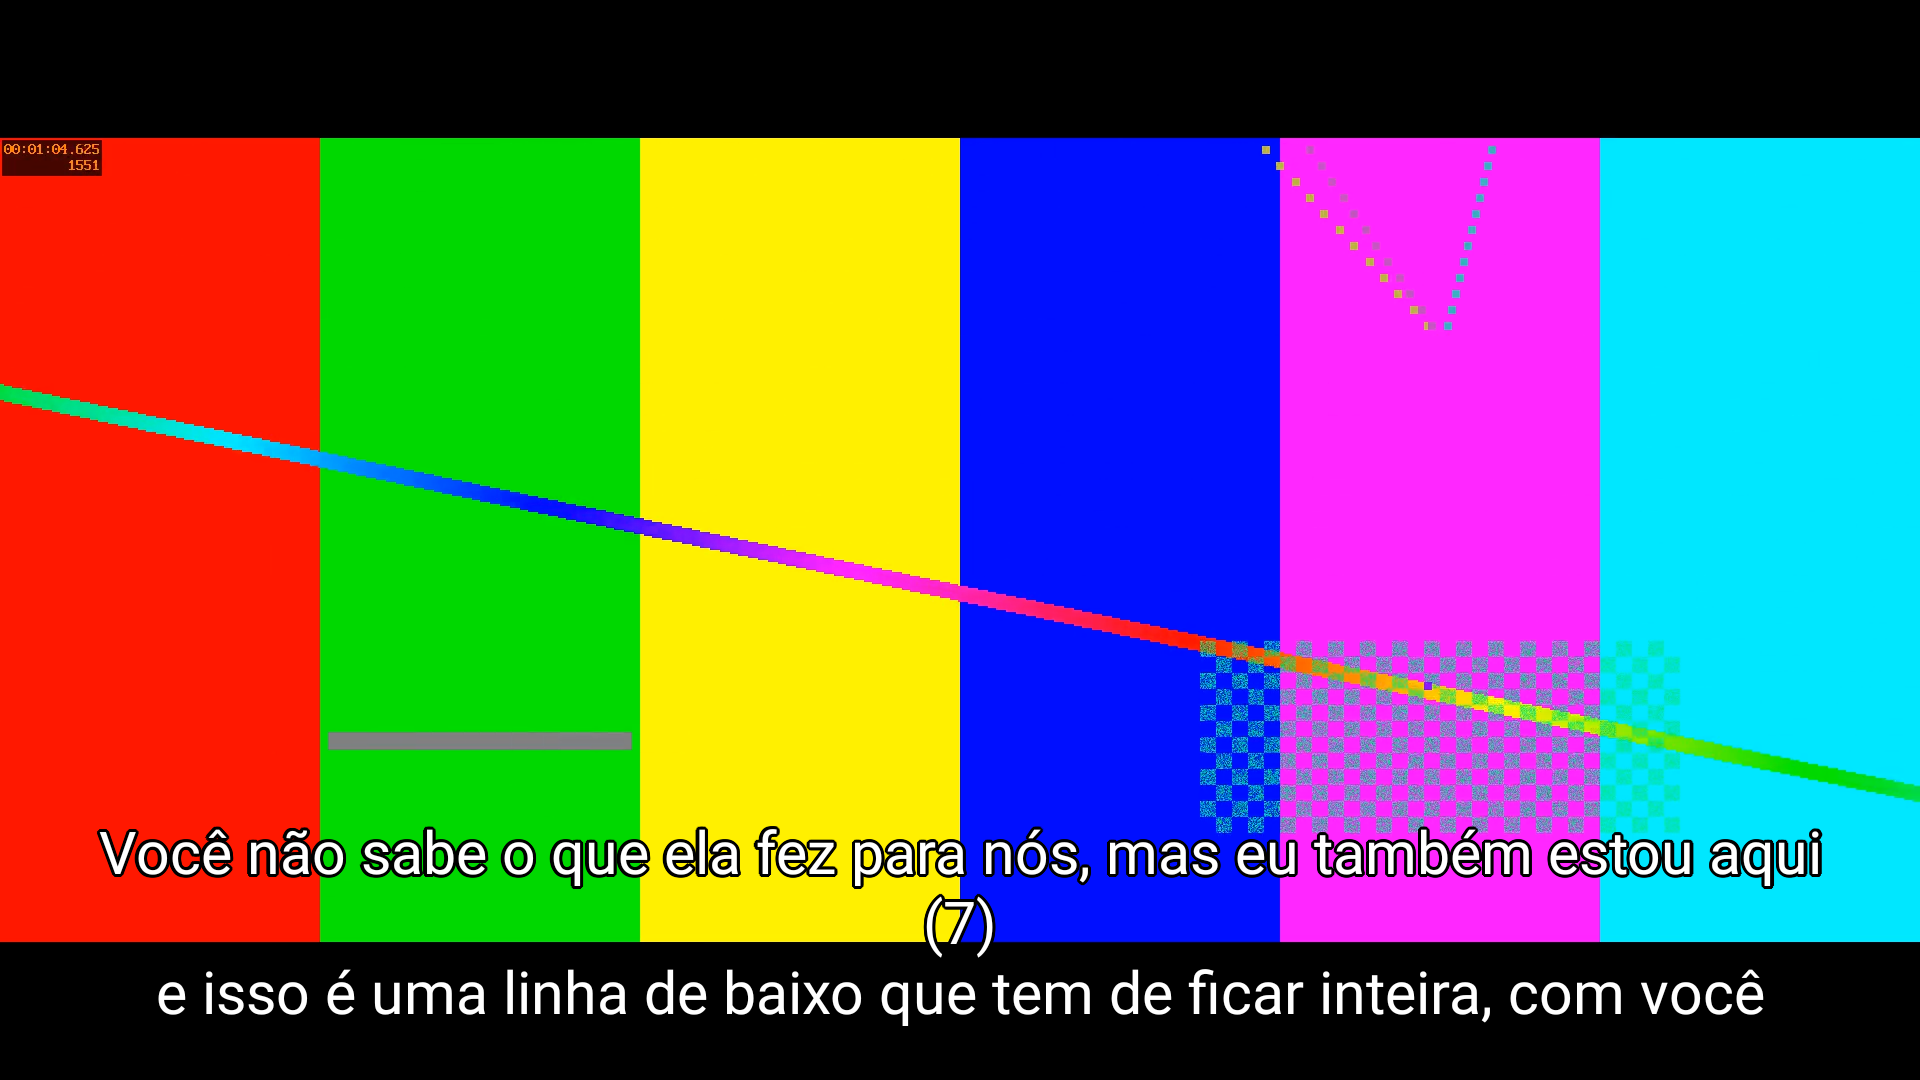 00:01:04.625
1551
Você não sabe o que ela fez para nós, mas eu também estou aqui
(7)
e isso é uma linha de baixo que tem de ficar inteira, com você